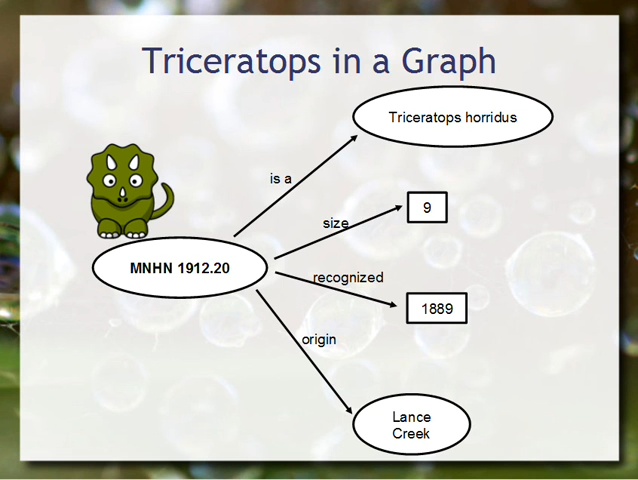 Triceratops in a Graph
Triceratops horridus
is a
9
size
MNHN 1912.20
recognized
1889
origin
Lance
Creek